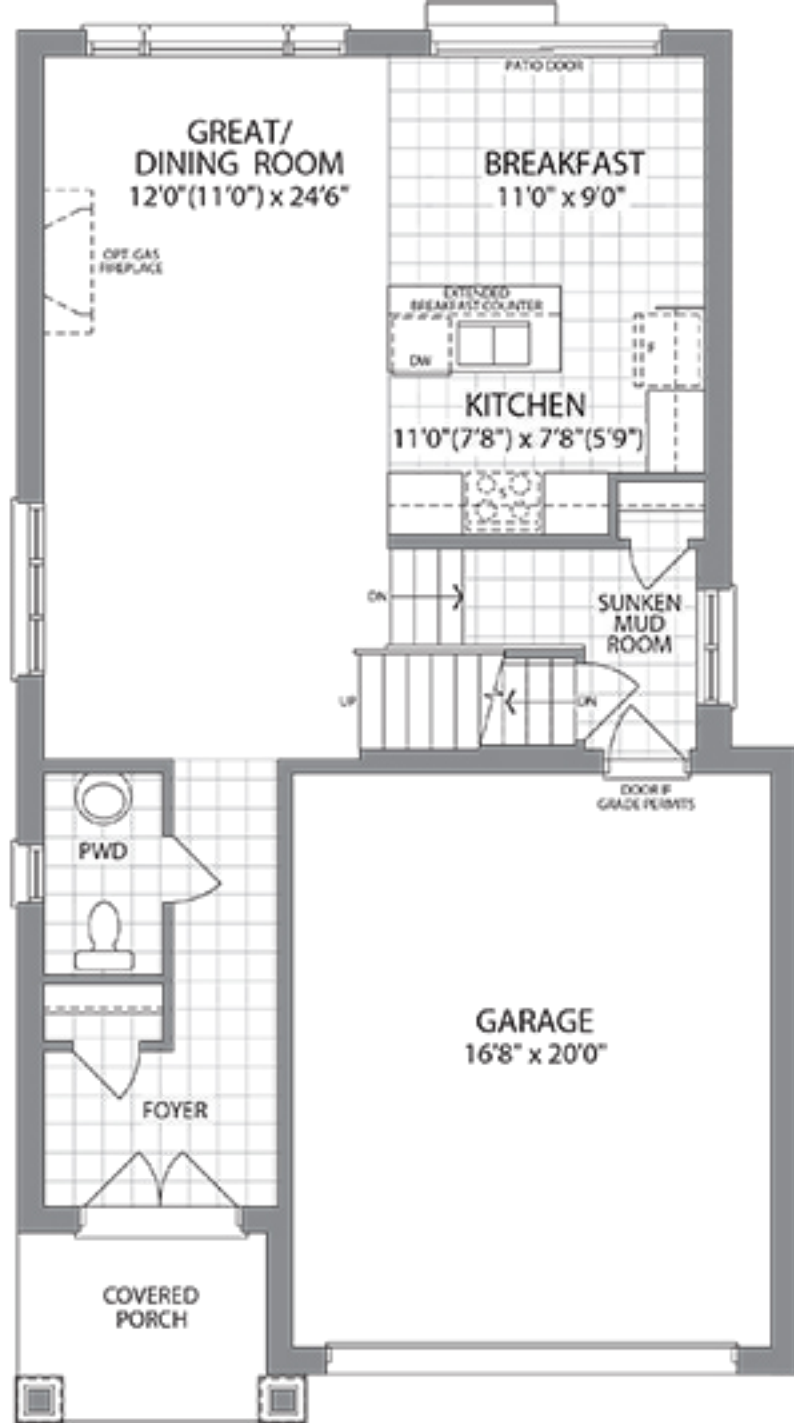 PATIO DOOR
GREAT/
DINING ROOM
12'0"(11'0") x 24'6"
BREAKFAST
11'0" x 9'0"
OPT. GAS
FIREPLACE
EXTENDED
BREAKFAST COUNTER
DW
F
KITCHEN
11'0"(7'8") x 7'8"(5'9")
S
DN
SUNKEN
MUD
ROOM
UP
DN
DOOR IF
GRADE PERMITS
PWD
GARAGE
16'8" x 20'0"
FOYER
COVERED
PORCH